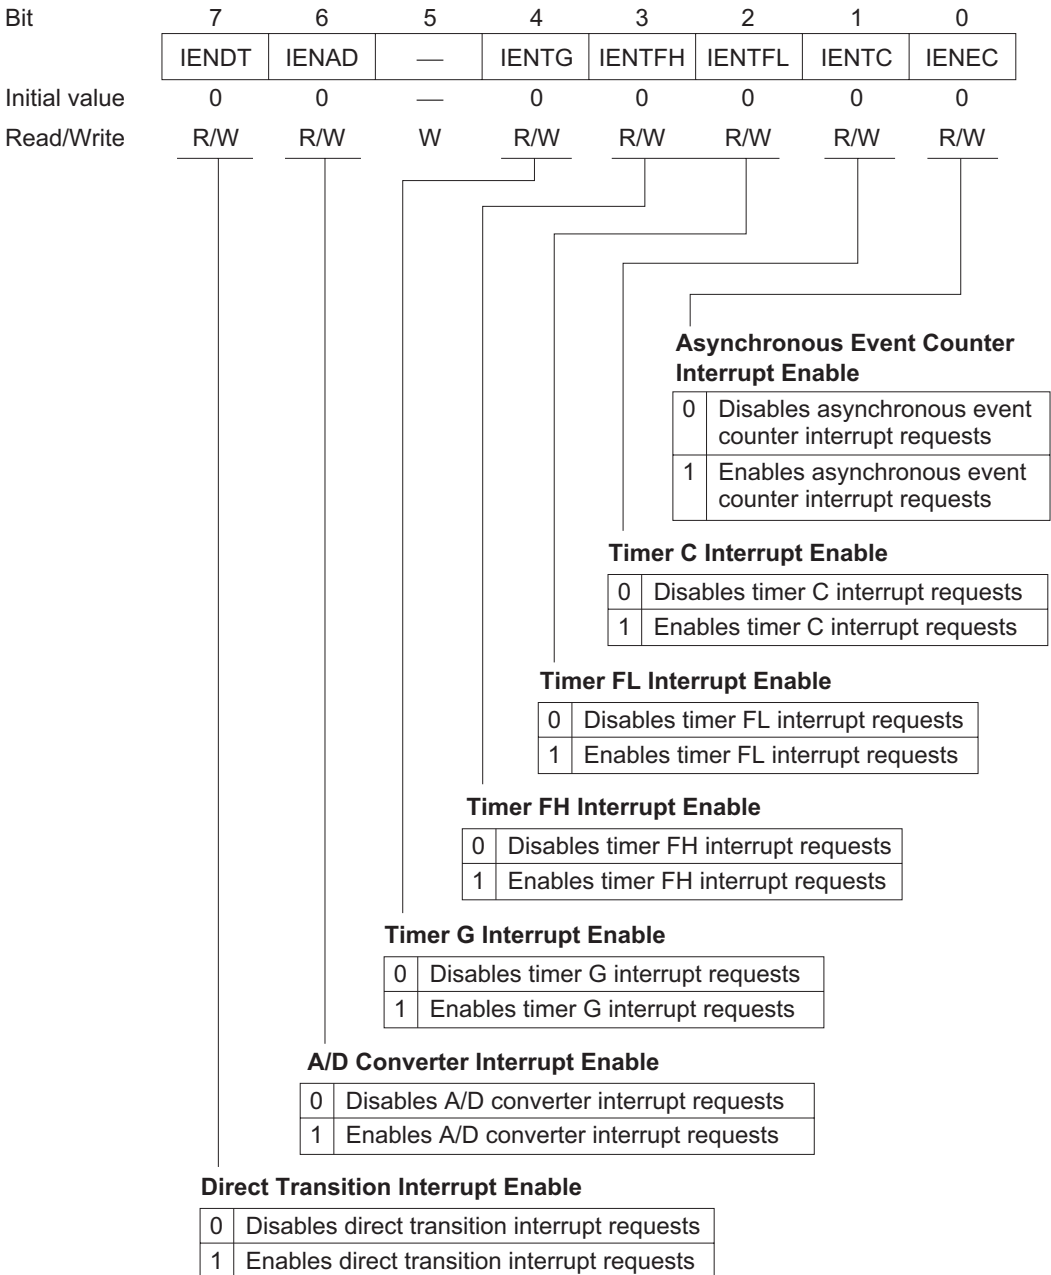 Bit 7 6 5 4 3 2 1 0
IENDT IENAD — IENTG IENTFH IENTFL IENTC IENEC
Initial value 0 0 — 0 0 0 0 0
Read/Write R/W R/W W R/W R/W R/W R/W R/W
Asynchronous Event Counter
Interrupt Enable
0 Disables asynchronous event
counter interrupt requests
1 Enables asynchronous event
counter interrupt requests
Timer C Interrupt Enable
0 Disables timer C interrupt requests
1 Enables timer C interrupt requests
Timer FL Interrupt Enable
0 Disables timer FL interrupt requests
1 Enables timer FL interrupt requests
Timer FH Interrupt Enable
0 Disables timer FH interrupt requests
1 Enables timer FH interrupt requests
Timer G Interrupt Enable
0 Disables timer G interrupt requests
1 Enables timer G interrupt requests
A/D Converter Interrupt Enable
0 Disables A/D converter interrupt requests
1 Enables A/D converter interrupt requests
Direct Transition Interrupt Enable
0 Disables direct transition interrupt requests
1 Enables direct transition interrupt requests